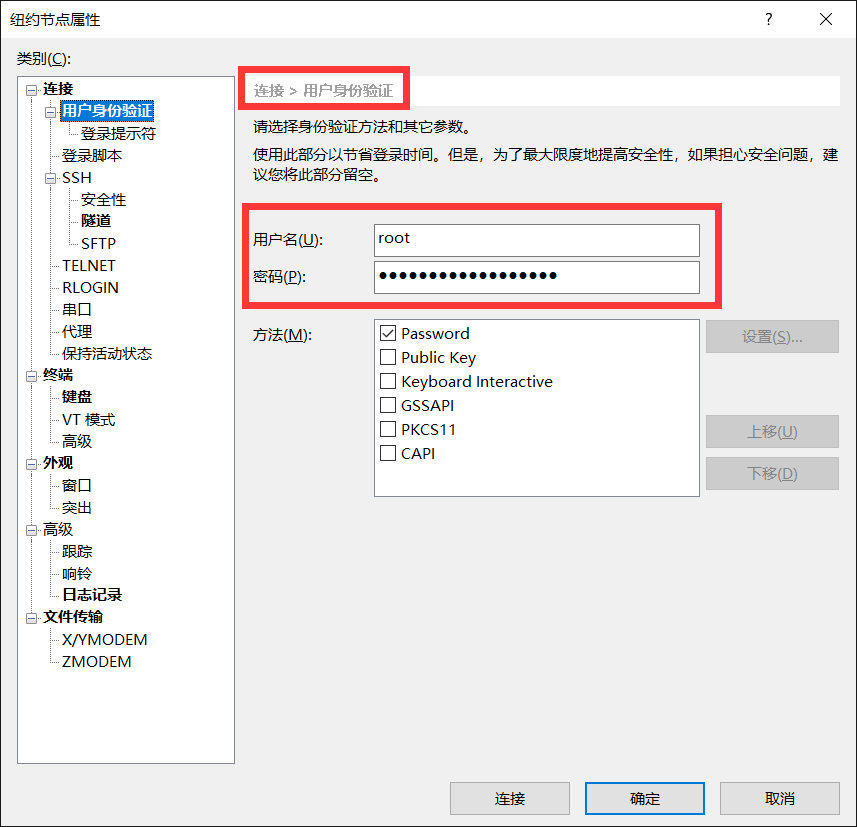 纽约节点属性
?
类别(C):
连接
用户身份验证
登录提示符
登录脚本
SSH
安全性
隧道
SFTP
TELNET
RLOGIN
串口
代理
保持活动状态
终端
键盘
VT 模式
高级
外观
窗口
突出
高级
跟踪
响铃
日志记录
文件传输
X/YMODEM
ZMODEM
连接 > 用户身份验证
请选择身份验证方法和其它参数。
使用此部分以节省登录时间。但是，为了最大限度地提高安全性，如果担心安全问题，建
议您将此部分留空。
用户名(U):
root
密码(P):
●●●●●●●●●●●●●●●●●●
方法(M):
Password
Public Key
Keyboard Interactive
GSSAPI
PKCS11
CAPI
设置(S)...
上移(U)
下移(D)
连接
确定
取消